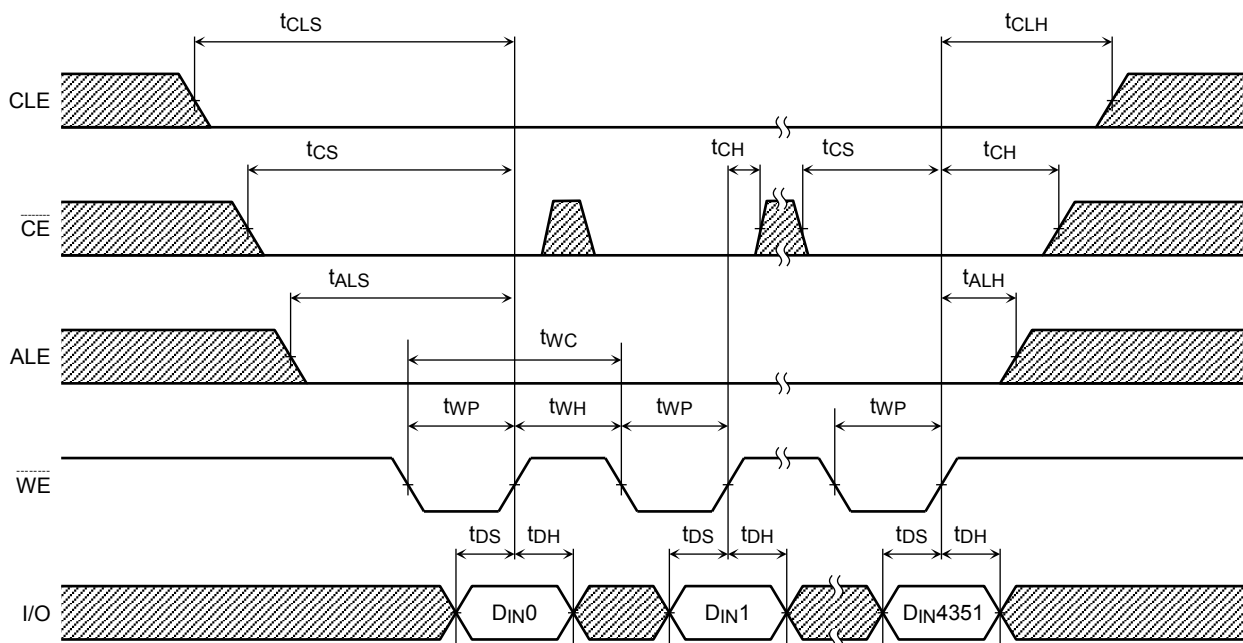 tCLS tCLH
CLE
tCS tCH tCS tCH
CE
tALS tALH
ALE
tWC
tWP tWH tWP tWP
WE
tDS tDH tDS tDH tDS tDH
I/O DIN0 DIN1 DIN4351